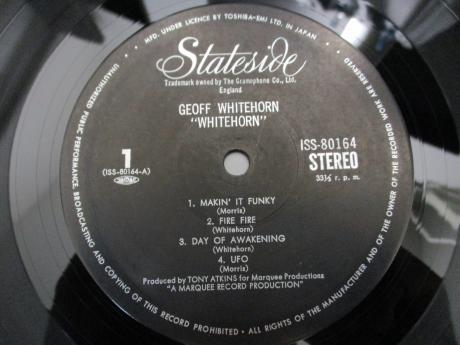 MFD. UNDER LICENCE BY TOSHIBA-EMI LTD. IN JAPAN •
Stateside
Trademark owned by The Gramophone Co., Ltd.
England
GEOFF WHITEHORN
"WHITEHORN"
1
(ISS-80164-A)
ISS-80164
STEREO
33⅓ r. p. m.
1. MAKIN' IT FUNKY
(Morris)
2. FIRE FIRE
(Whitehorn)
3. DAY OF AWAKENING
(Whitehorn)
4. UFO
(Morris)
Produced by TONY ATKINS for Marquee Productions
"A MARQUEE RECORD PRODUCTION"
UNAUTHORIZED PUBLIC PERFORMANCE, BROADCASTING AND COPYING OF THIS RECORD PROHIBITED • ALL RIGHTS OF THE MANUFACTURER AND OF THE OWNER OF THE RECORDED WORK ARE RESERVED